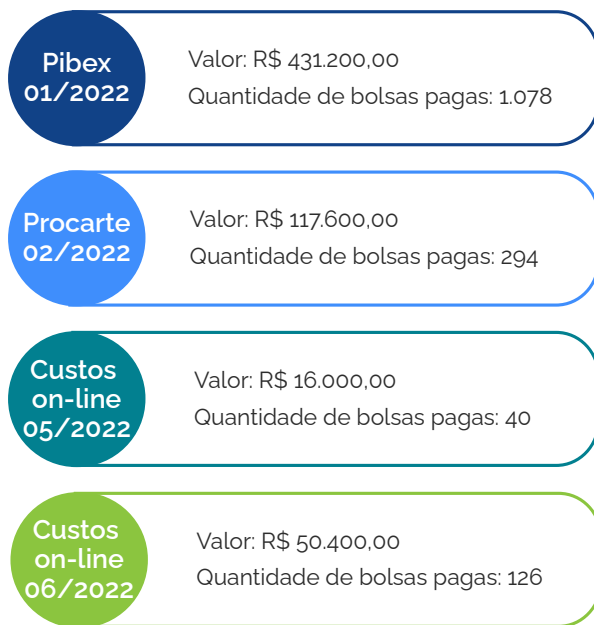 Pibex
01/2022
Valor: R$ 431.200,00
Quantidade de bolsas pagas: 1.078
Procarte
02/2022
Valor: R$ 117.600,00
Quantidade de bolsas pagas: 294
Custos
on-line
05/2022
Valor: R$ 16.000,00
Quantidade de bolsas pagas: 40
Custos
on-line
06/2022
Valor: R$ 50.400,00
Quantidade de bolsas pagas: 126